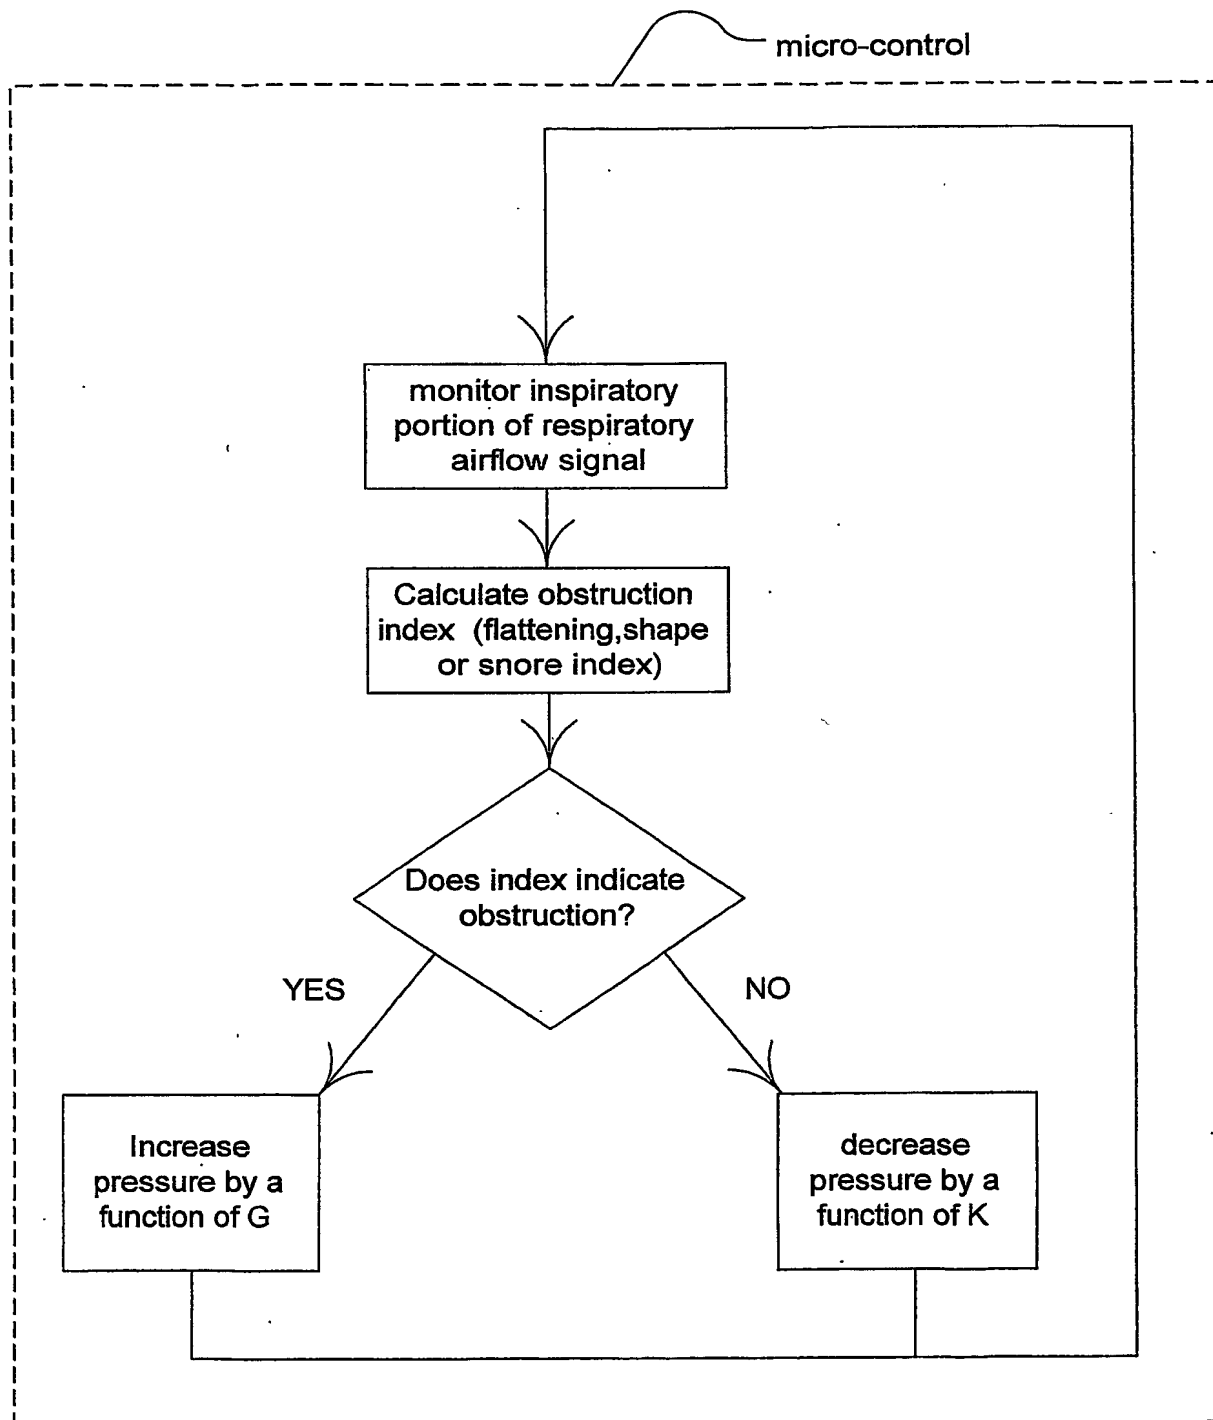 micro-control
monitor inspiratory
portion of respiratory
airflow signal
Calculate obstruction
index (flattening,shape
or snore index)
Does index indicate
obstruction?
YES
NO
Increase
pressure by a
function of G
decrease
pressure by a
function of K